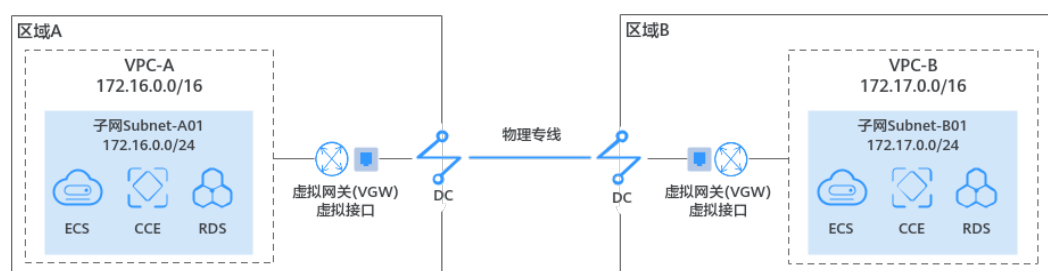 区域A
VPC-A
172.16.0.0/16
子网Subnet-A01
172.16.0.0/24
ECS
CCE
RDS
虚拟网关(VGW)
虚拟接口
DC
物理专线
区域B
DC
虚拟网关(VGW)
虚拟接口
VPC-B
172.17.0.0/16
子网Subnet-B01
172.17.0.0/24
ECS
CCE
RDS